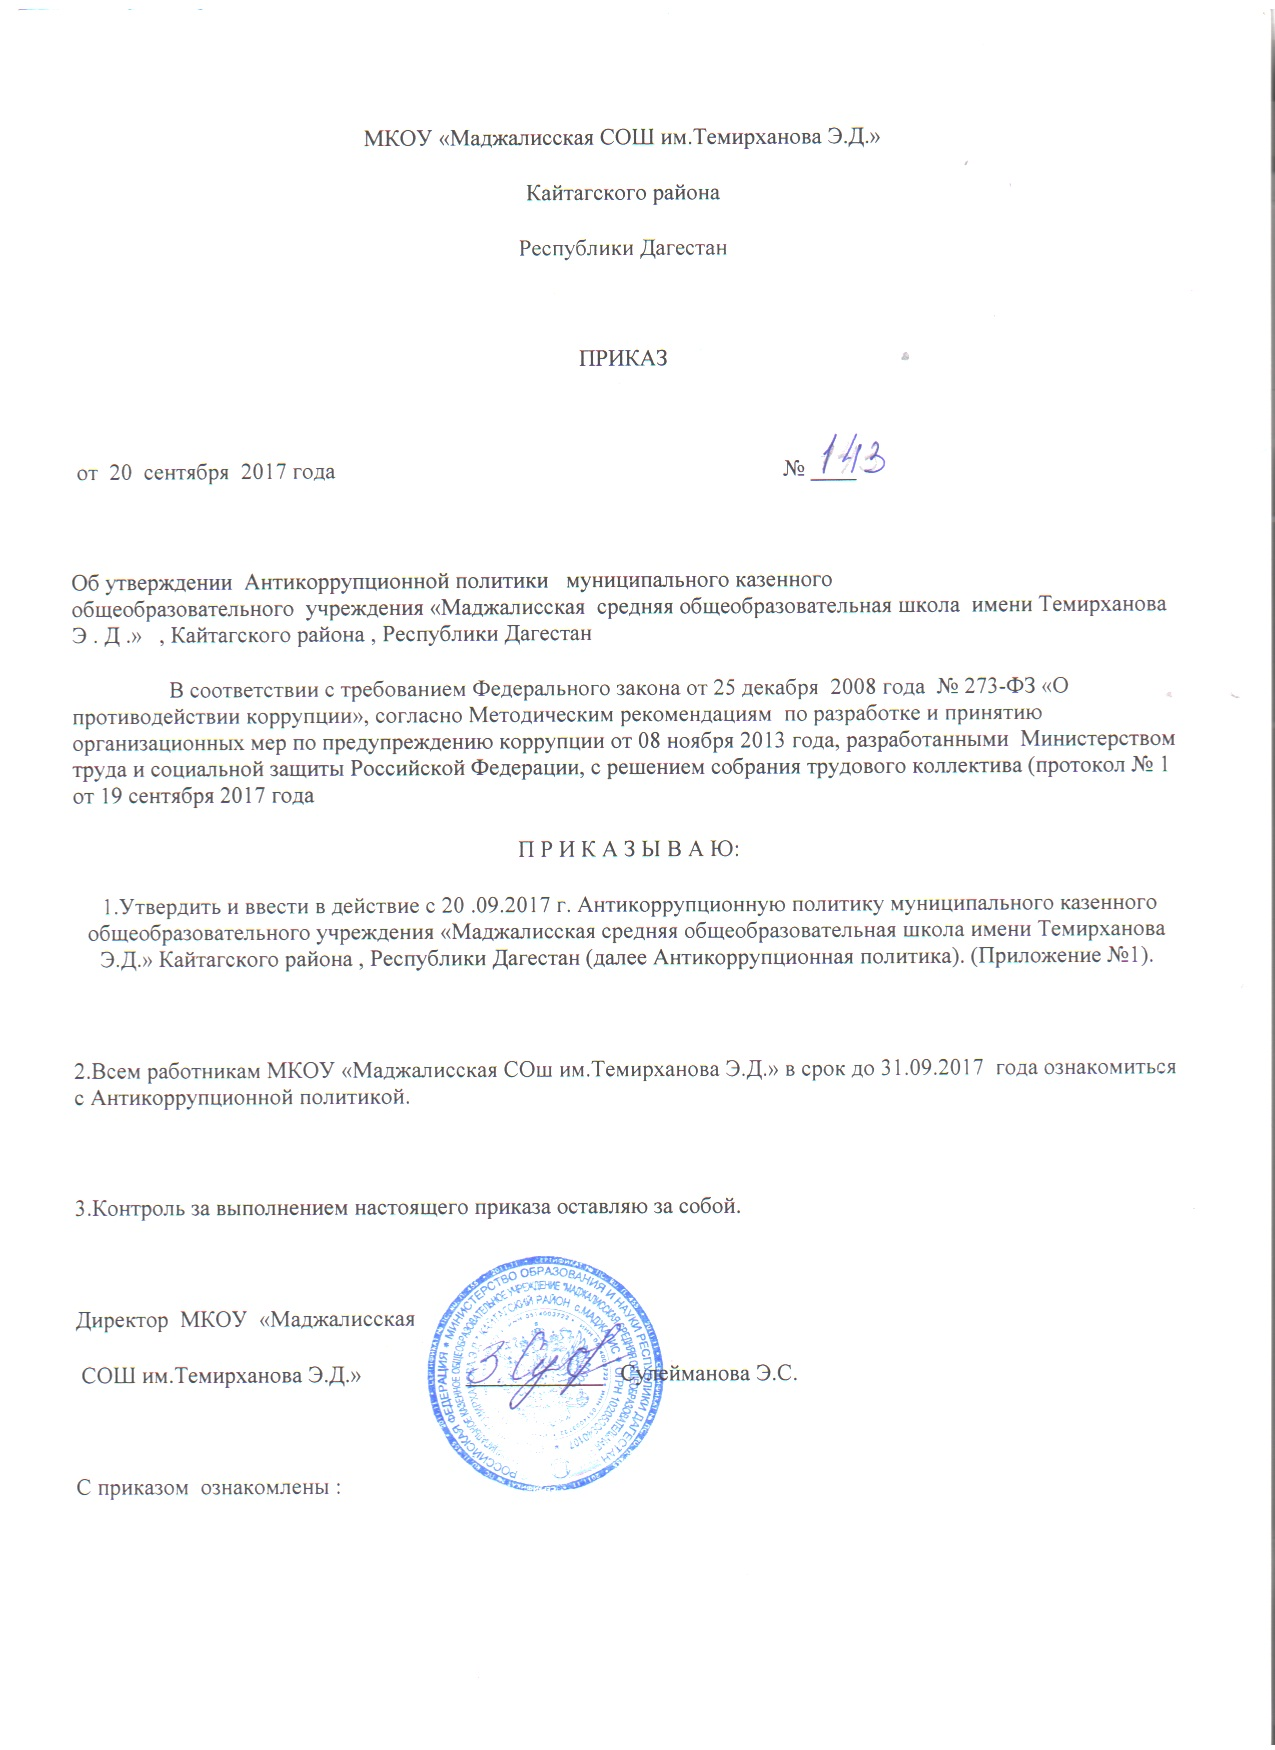 МКОУ «Маджалисская СОШ им.Темирханова Э.Д.»
Кайтагского района
Республики Дагестан
ПРИКАЗ
от 20 сентября 2017 года № 143
Об утверждении Антикоррупционной политики муниципального казенного
общеобразовательного учреждения «Маджалисская средняя общеобразовательная школа имени Темирханова
Э . Д .» , Кайтагского района , Республики Дагестан
В соответствии с требованием Федерального закона от 25 декабря 2008 года № 273-ФЗ «О
противодействии коррупции», согласно Методическим рекомендациям по разработке и принятию
организационных мер по предупреждению коррупции от 08 ноября 2013 года, разработанными Министерством
труда и социальной защиты Российской Федерации, с решением собрания трудового коллектива (протокол № 1
от 19 сентября 2017 года
П Р И К А З Ы В А Ю:
1.Утвердить и ввести в действие с 20 .09.2017 г. Антикоррупционную политику муниципального казенного
общеобразовательного учреждения «Маджалисская средняя общеобразовательная школа имени Темирханова
Э.Д.» Кайтагского района , Республики Дагестан (далее Антикоррупционная политика). (Приложение №1).
2.Всем работникам МКОУ «Маджалисская СОш им.Темирханова Э.Д.» в срок до 31.09.2017 года ознакомиться
с Антикоррупционной политикой.
3.Контроль за выполнением настоящего приказа оставляю за собой.
Директор МКОУ «Маджалисская
СОШ им.Темирханова Э.Д.» Сулейманова Э.С.
РОССИЙСКАЯ ФЕДЕРАЦИЯ • МИНИСТЕРСТВО ОБРАЗОВАНИЯ И НАУКИ РЕСПУБЛИКИ ДАГЕСТАН
С приказом ознакомлены :